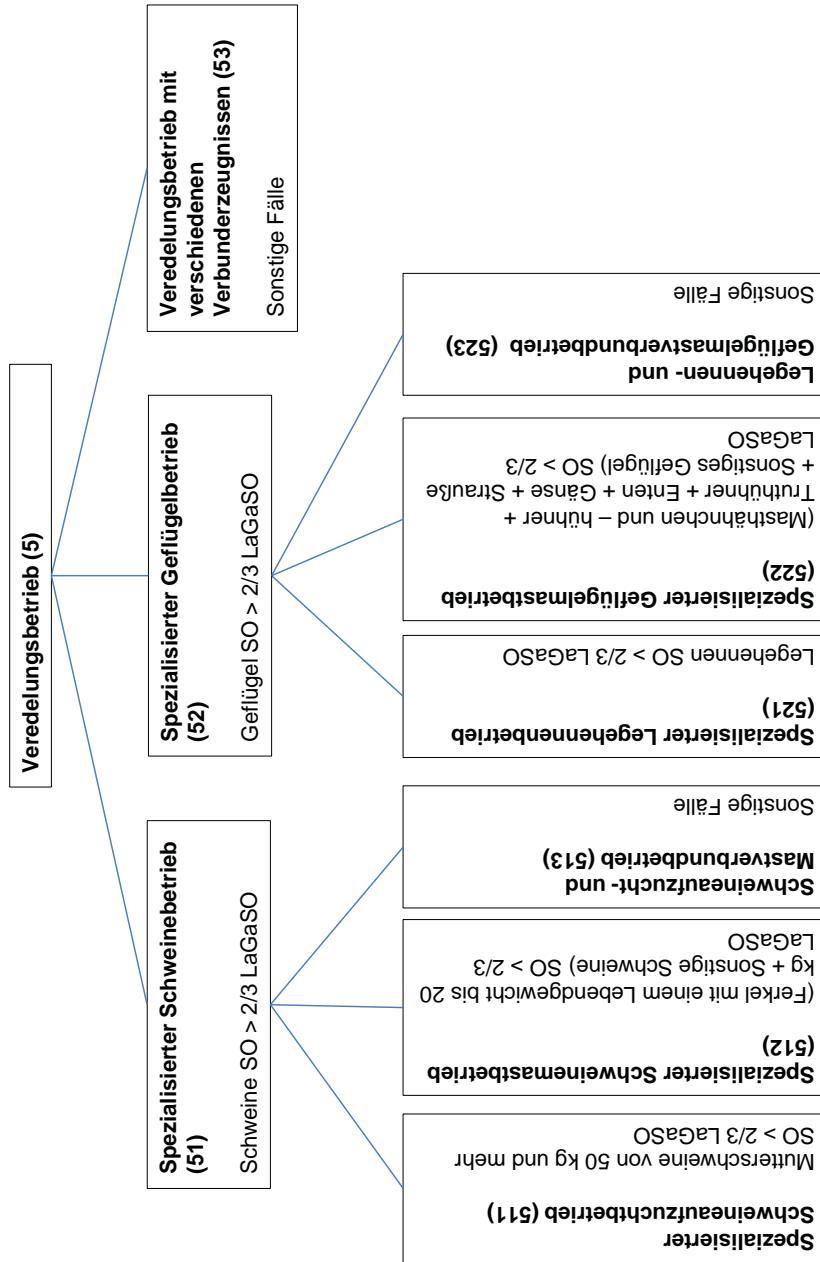 Veredelungsbetrieb (5)
Spezialisierter Schweinebetrieb
(51)
Schweine SO > 2/3 LaGaSO
Spezialisierter Geflügelbetrieb
(52)
Geflügel SO > 2/3 LaGaSO
Veredelungsbetrieb mit
verschiedenen
Verbunderzeugnissen (53)
Sonstige Fälle
Spezialisierter
Schweineaufzuchtbetrieb (511)
Mutterschweine von 50 kg und mehr
SO > 2/3 LaGaSO
Spezialisierter Schweinemastbetrieb
(512)
(Ferkel mit einem Lebendgewicht bis 20
kg + Sonstige Schweine) SO > 2/3
LaGaSO
Schweineaufzucht- und
Mastverbundbetrieb (513)
Sonstige Fälle
Spezialisierter Legehennenbetrieb
(521)
Legehennen SO > 2/3 LaGaSO
Spezialisierter Geflügelmastbetrieb
(522)
(Masthähnchen und – hühner +
Truthühner + Enten + Gänse + Strauße
+ Sonstiges Geflügel) SO > 2/3
LaGaSO
Legehennen- und
Geflügelmastverbundbetrieb (523)
Sonstige Fälle